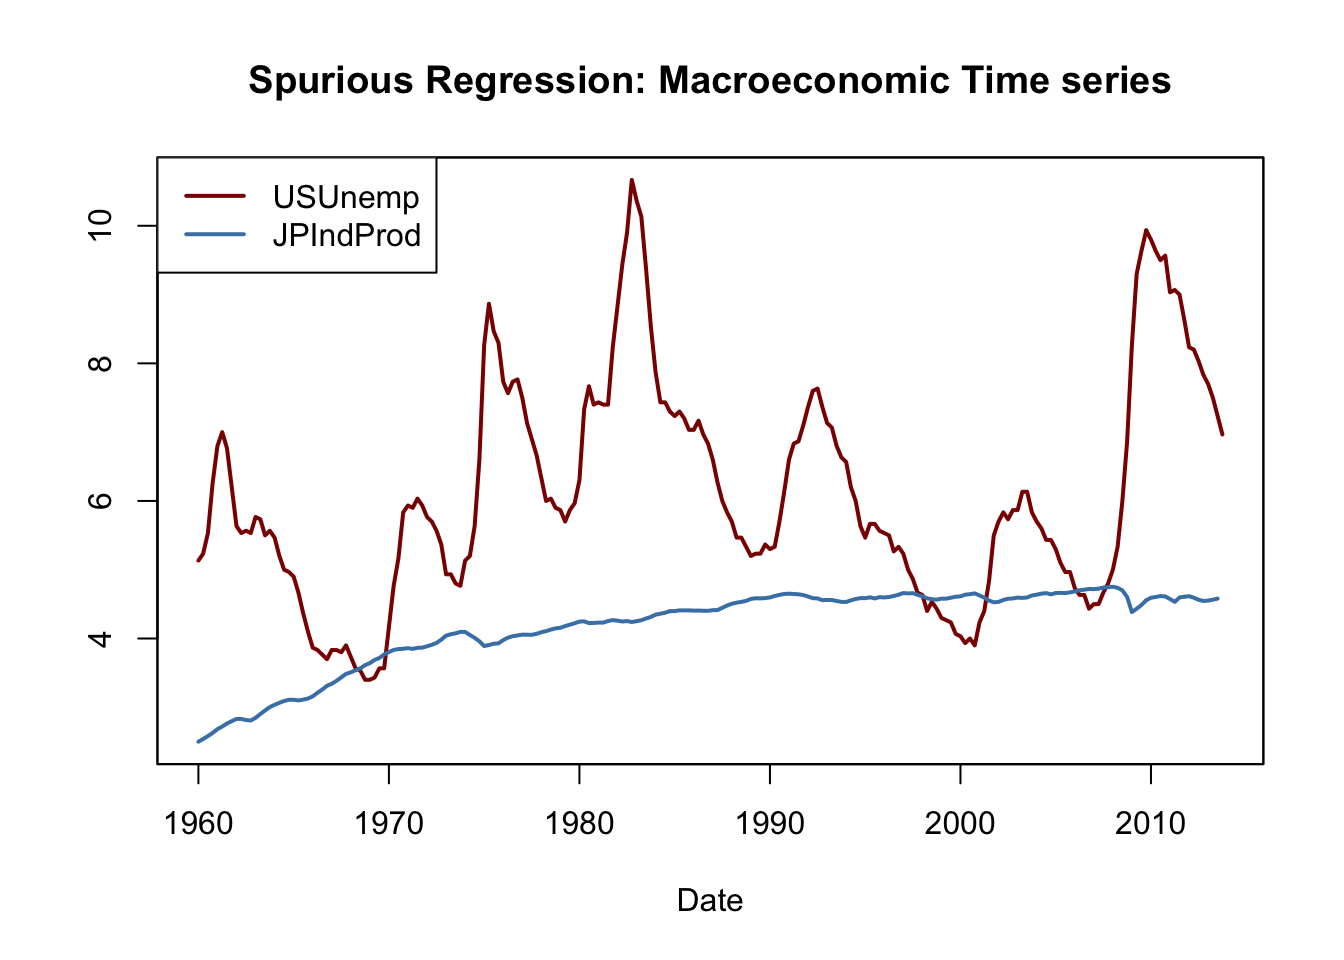 Spurious Regression: Macroeconomic Time series
USUnemp
JPIndProd
10
8
6
4
1960 1970 1980 1990 2000 2010
Date